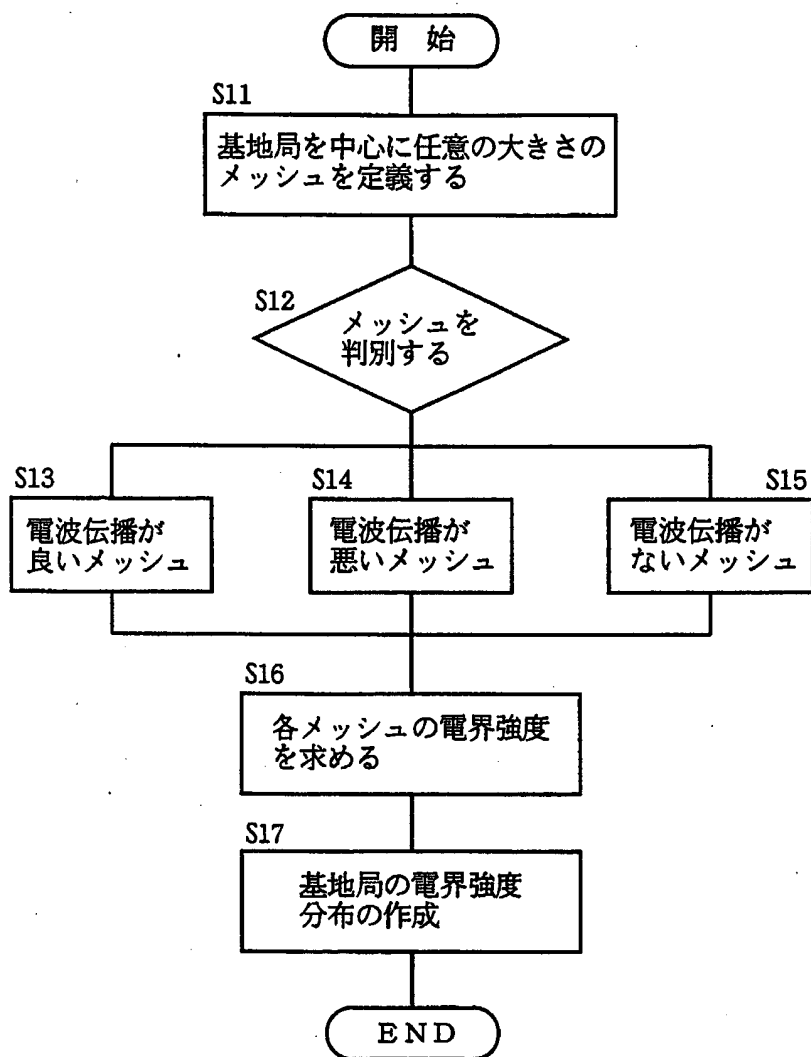 開 始
S11
基地局を中心に任意の大きさの
メッシュを定義する
S12
メッシュを
判別する
S13
電波伝播が
良いメッシュ
S14
電波伝播が
悪いメッシュ
S15
電波伝播が
ないメッシュ
S16
各メッシュの電界強度
を求める
S17
基地局の電界強度
分布の作成
END